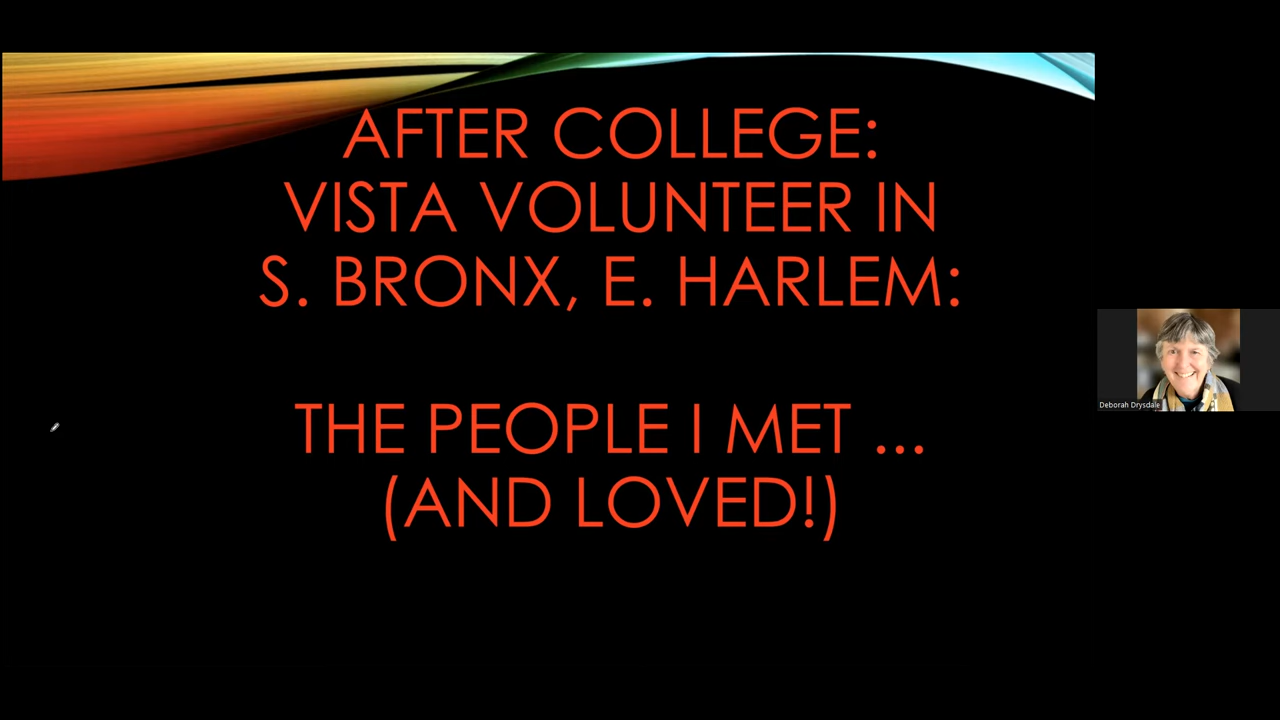 AFTER COLLEGE:
VISTA VOLUNTEER IN
S. BRONX, E. HARLEM:
THE PEOPLE I MET ...
(AND LOVED!)
Deborah Drysdale